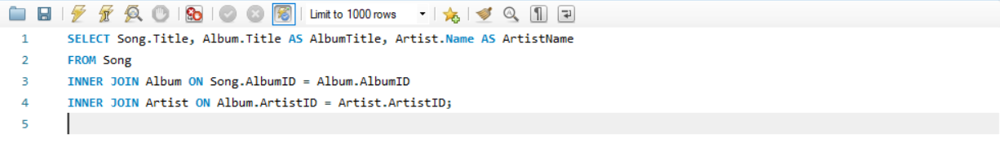 Limit to 1000 rows
1 SELECT Song.Title, Album.Title AS AlbumTitle, Artist.Name AS ArtistName
2 FROM Song
3 INNER JOIN Album ON Song.AlbumID = Album.AlbumID
4 INNER JOIN Artist ON Album.ArtistID = Artist.ArtistID;
5